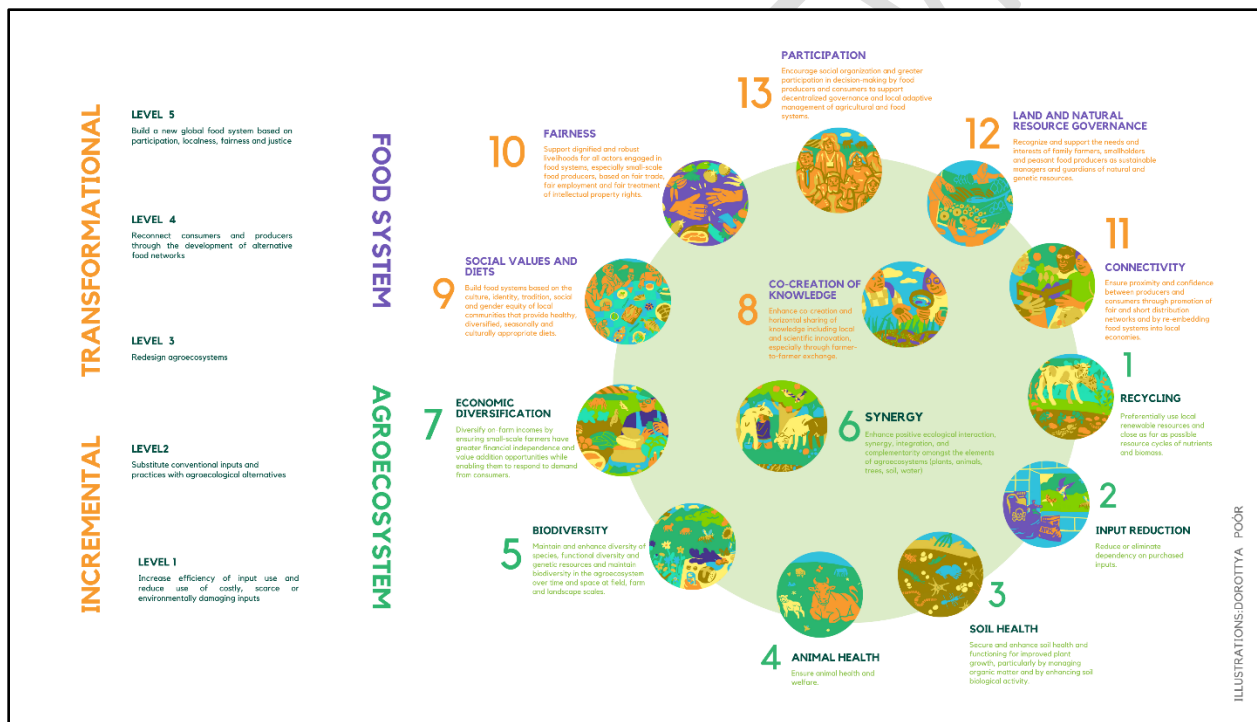 TRANSFORMATIONAL
INCREMENTAL
LEVEL 5
Build a new global food system based on
participation, localness, fairness and justice
LEVEL 4
Reconnect consumers and producers
through the development of alternative
food networks
LEVEL 3
Redesign agroecosystems
LEVEL2
Substitute conventional inputs and
practices with agroecological alternatives
LEVEL 1
Increase efficiency of input use and
reduce use of costly, scarce or
environmentally damaging inputs
FOOD SYSTEM
AGROECOSYSTEM
13
PARTICIPATION
Encourage social organization and greater
participation in decision-making by food
producers and consumers to support
decentralized governance and local adaptive
management of agricultural and food
systems.
12
LAND AND NATURAL
RESOURCE GOVERNANCE
Recognize and support the needs and
interests of family farmers, smallholders
and peasant food producers as sustainable
managers and guardians of natural and
genetic resources.
10
FAIRNESS
Support dignified and robust
livelihoods for all actors engaged in
food systems, especially small-scale
food producers, based on fair trade,
fair employment and fair treatment
of intellectual property rights.
11
CONNECTIVITY
Ensure proximity and confidence
between producers and
consumers through promotion of
fair and short distribution
networks and by re-embedding
food systems into local
economies.
9
SOCIAL VALUES AND
DIETS
Build food systems based on the
culture, identity, tradition, social
and gender equity of local
communities that provide healthy,
diversified, seasonally and
culturally appropriate diets.
8
CO-CREATION OF
KNOWLEDGE
Enhance co-creation and
horizontal sharing of
knowledge including local
and scientific innovation,
especially through farmer-
to-farmer exchange.
1
RECYCLING
Preferentially use local
renewable resources and
close as far as possible
resource cycles of nutrients
and biomass.
7
ECONOMIC
DIVERSIFICATION
Diversify on farm incomes by
ensuring small-scale farmers have
greater financial independence and
value addition opportunities while
enabling them to respond to demand
from consumers.
6
SYNERGY
Enhance positive ecological interaction,
synergy, integration, and
complementarity amongst the elements
of agroecosystems (plants, animals,
trees, soil, water)
2
INPUT REDUCTION
Reduce or eliminate
dependency on purchased
inputs.
5
BIODIVERSITY
Maintain and enhance diversity of
species, functional diversity and
genetic resources and maintain
biodiversity in the agroecosystem
over time and space at field, farm
and landscape scales.
3
SOIL HEALTH
Secure and enhance soil health and
functioning for improved plant
growth, particularly by managing
organic matter and by enhancing soil
biological activity.
4
ANIMAL HEALTH
Ensure animal health and
welfare.
ILLUSTRATIONS:DOROTTYA POÓR